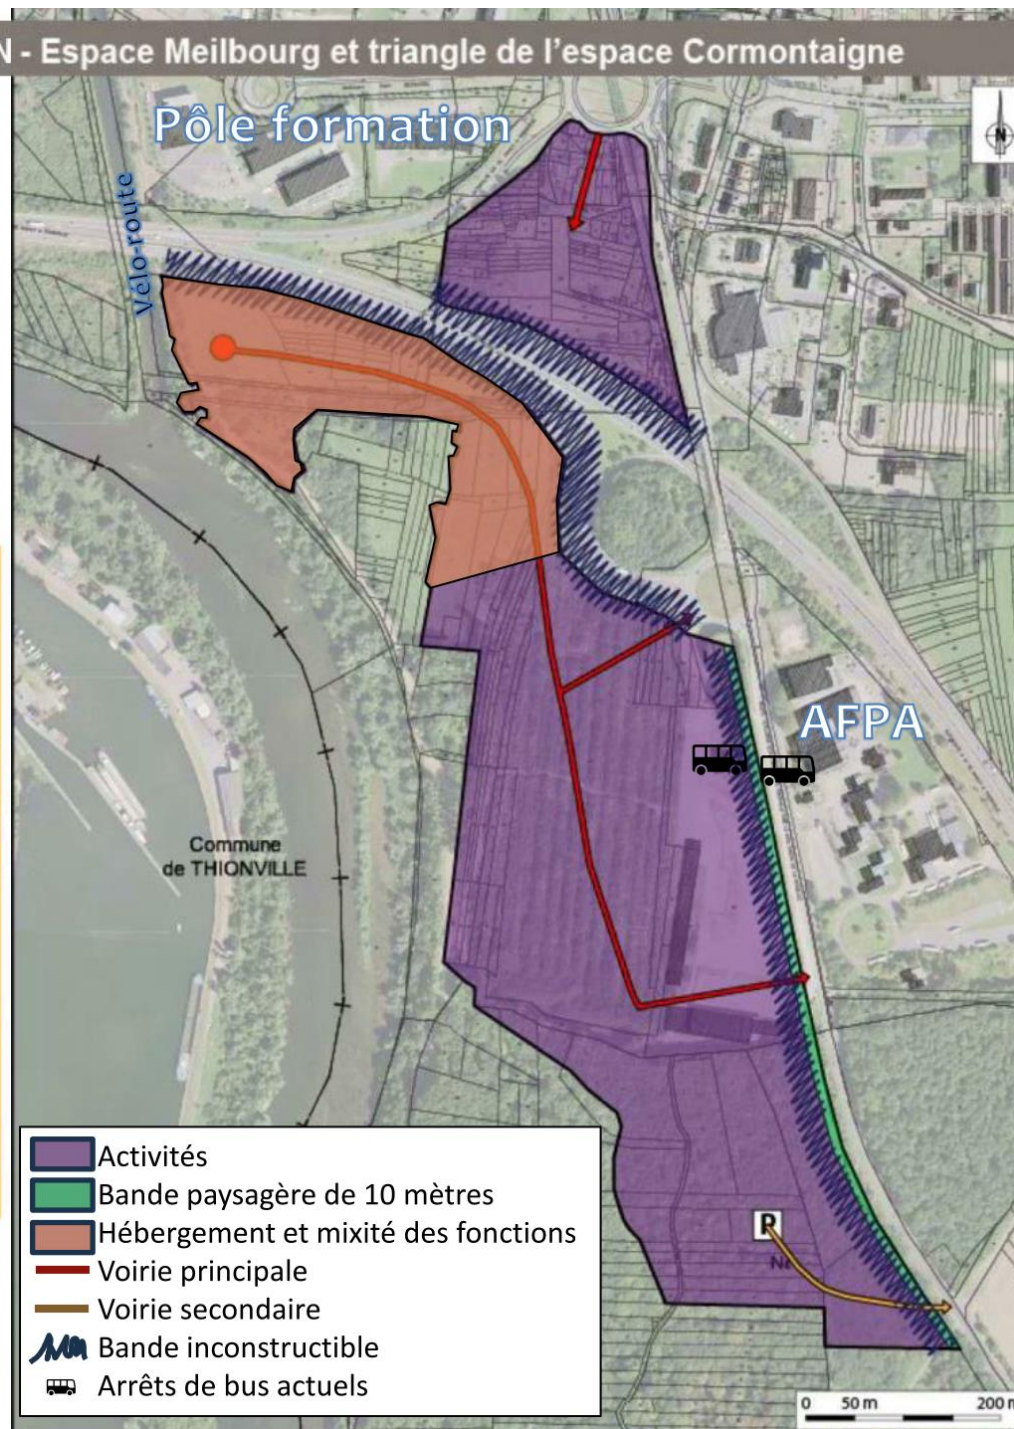 N - Espace Meilbourg et triangle de l'espace Cormontaigne
Pôle formation
N
Vélo-route
AFPA
Commune
de THIONVILLE
P
Activités
Bande paysagère de 10 mètres
Hébergement et mixité des fonctions
Voirie principale
Voirie secondaire
Bande inconstructible
Arrêts de bus actuels
0 50 m 200 m